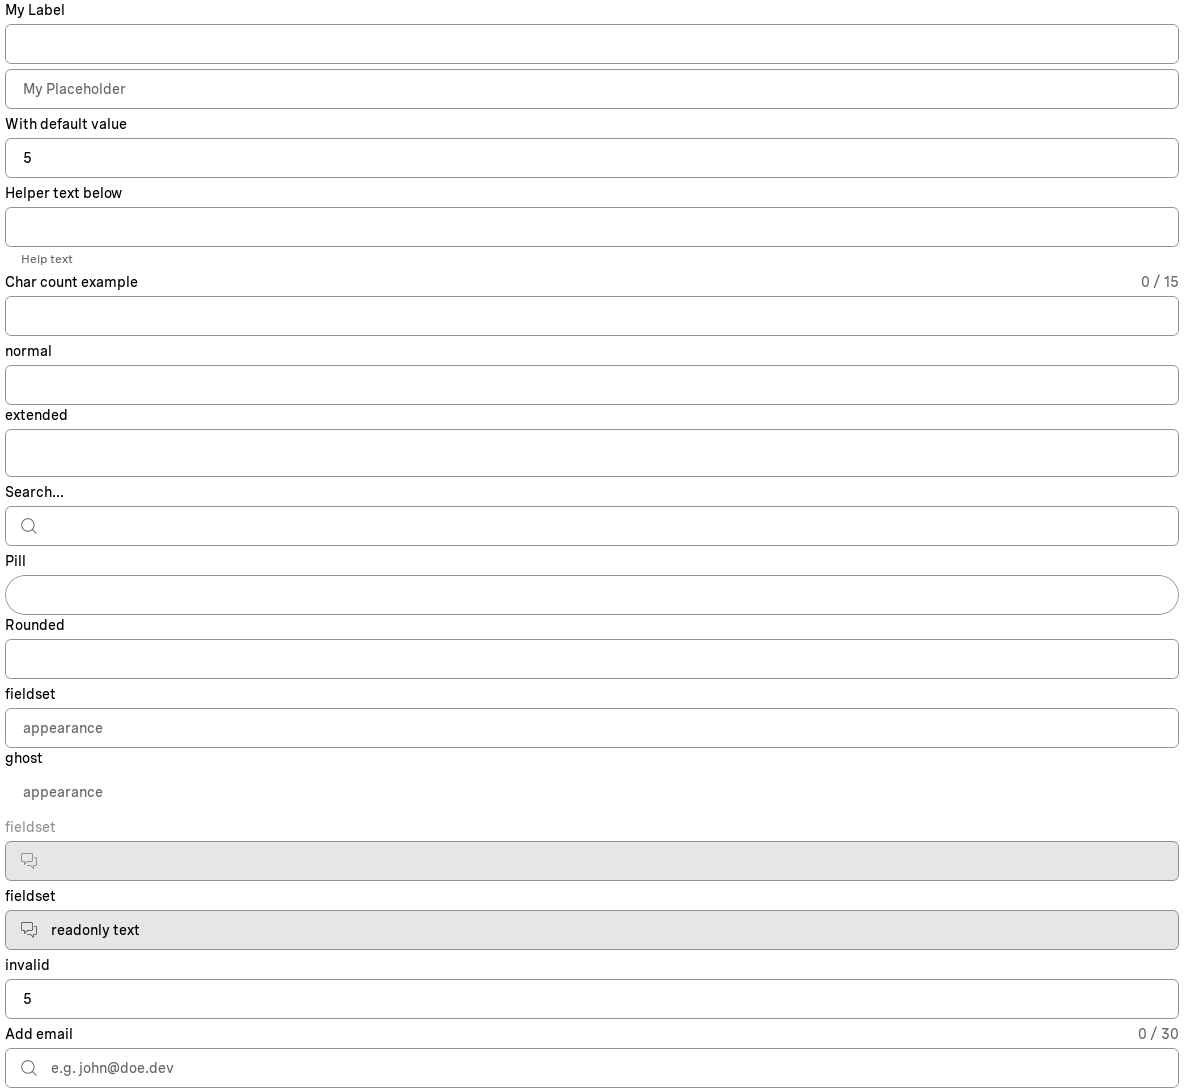 My Label
My Placeholder
With default value
5
Helper text below
Help text
Char count example 0 / 15
normal
extended
Search...
Pill
Rounded
fieldset
appearance
ghost
appearance
fieldset
fieldset
readonly text
invalid
5
Add email 0 / 30
e.g. john@doe.dev